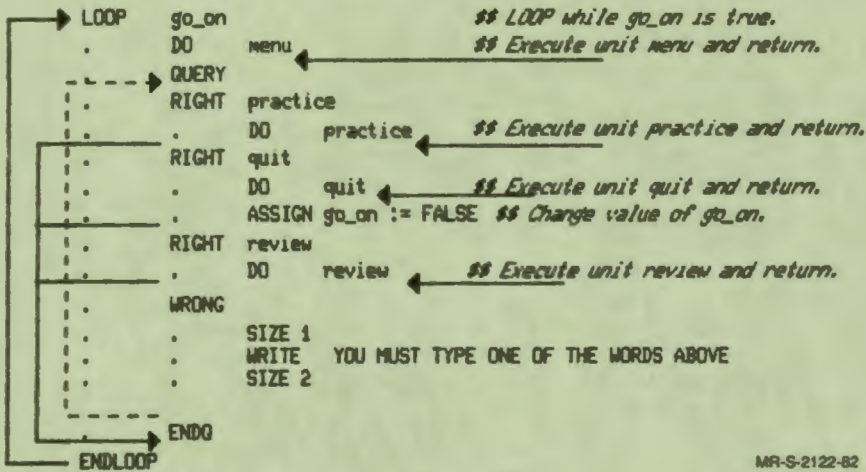 LOOP go_on $$ LOOP while go_on is true.
. DO menu $$ Execute unit menu and return.
. QUERY
. RIGHT practice
. . DO practice $$ Execute unit practice and return.
. RIGHT quit
. . DO quit $$ Execute unit quit and return.
. . ASSIGN go_on := FALSE $$ Change value of go_on.
. RIGHT review
. . DO review $$ Execute unit review and return.
. WRONG
. . SIZE 1
. . WRITE YOU MUST TYPE ONE OF THE WORDS ABOVE
. . SIZE 2
. ENDQ
ENDLOOP
MR-S-2122-82